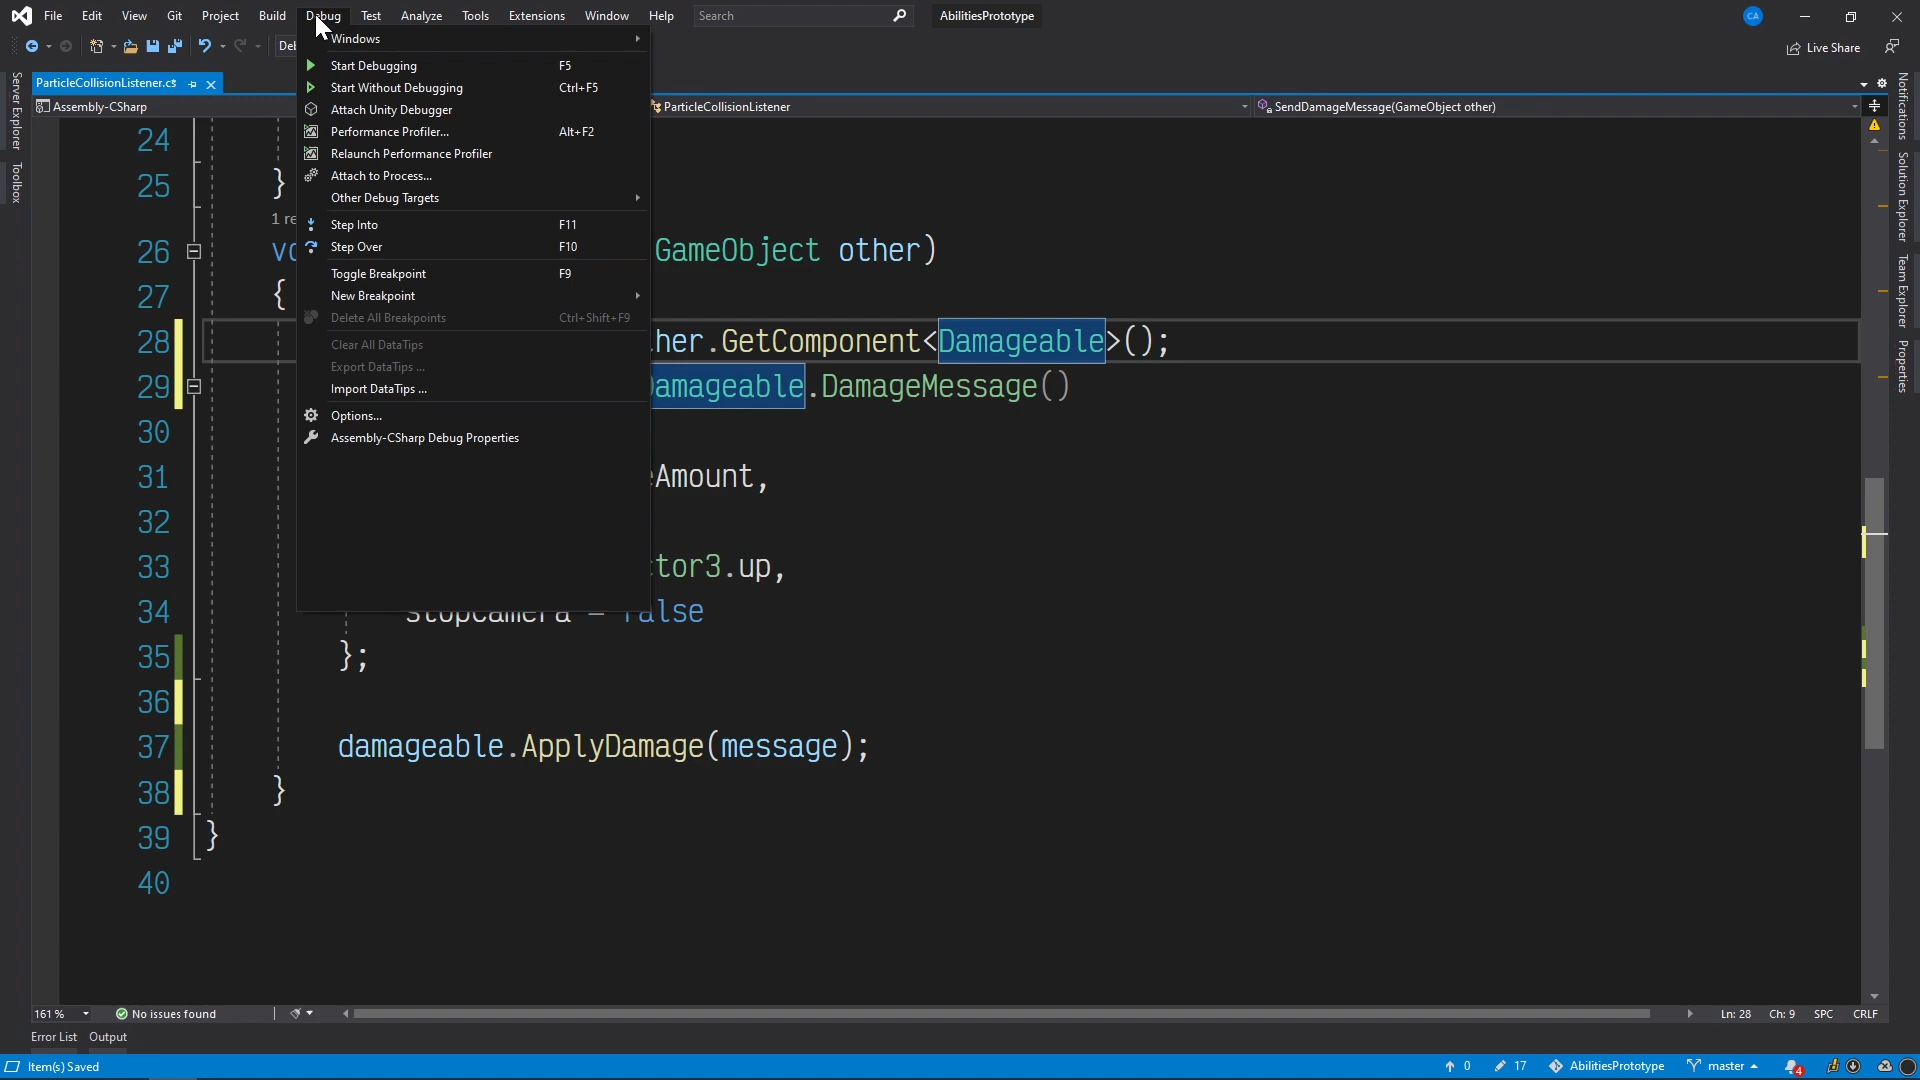 File Edit View Git Project Build Debug Test Analyze Tools Extensions Window Help Search AbilitiesPrototype CA
Live Share
ParticleCollisionListener.cs
Assembly-CSharp ParticleCollisionListener SendDamageMessage(GameObject other)
Server Explorer
Toolbox
Notifications
Solution Explorer
Team Explorer
Properties
Windows
Start Debugging F5
Start Without Debugging Ctrl+F5
Attach Unity Debugger
Performance Profiler... Alt+F2
Relaunch Performance Profiler
Attach to Process...
Other Debug Targets
Step Into F11
Step Over F10
Toggle Breakpoint F9
New Breakpoint
Delete All Breakpoints Ctrl+Shift+F9
Clear All DataTips
Export DataTips ...
Import DataTips ...
Options...
Assembly-CSharp Debug Properties
24
25 }
26 GameObject other)
27 {
28 her.GetComponent<Damageable>();
29 Damageable.DamageMessage()
30
31 eAmount,
32
33 ctor3.up,
34 stopCamera = false
35 };
36
37 damageable.ApplyDamage(message);
38 }
39 }
40
161 % No issues found Ln: 28 Ch: 9 SPC CRLF
Error List Output
Item(s) Saved 0 17 AbilitiesPrototype master 4